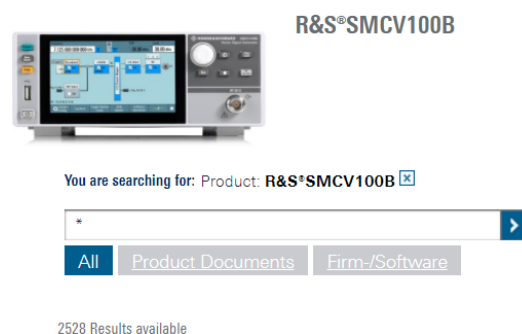 R&S®SMCV100B
You are searching for: Product: R&S®SMCV100B
*
All Product Documents Firm-/Software
2528 Results available